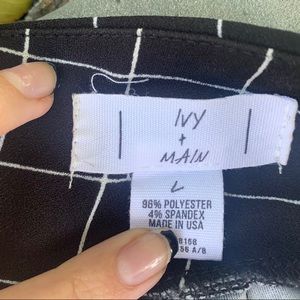 IVY
+
MAIN
L
96% POLYESTER
4% SPANDEX
MADE IN USA